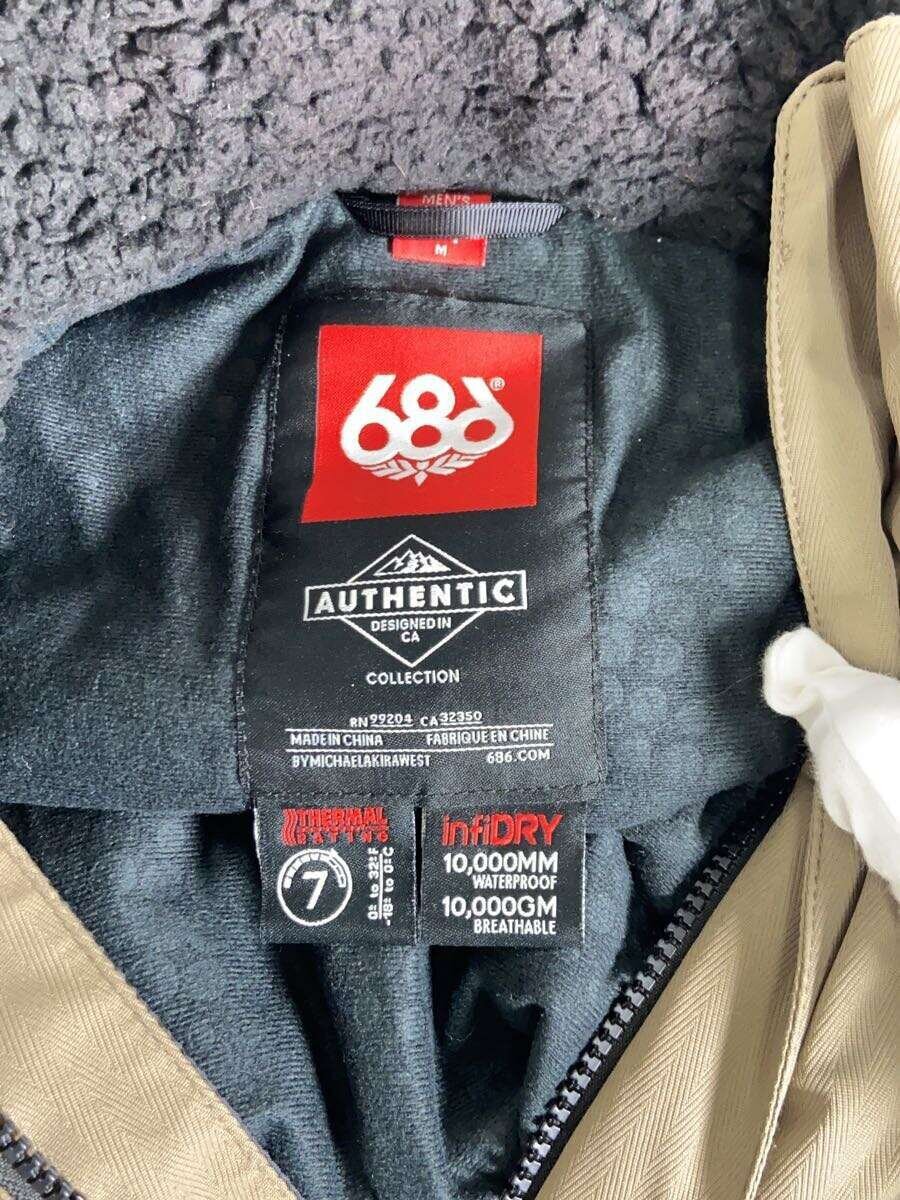 MEN'S
M
686®
AUTHENTIC
DESIGNED IN
CA
COLLECTION
RN 99204 CA 32350
MADE IN CHINA FABRIQUE EN CHINE
BYMICHAELAKIRAWEST 686.COM
THERMAL
RATING
7
0° to 32°F
-18° to 0°C
infiDRY
10,000MM
WATERPROOF
10,000GM
BREATHABLE